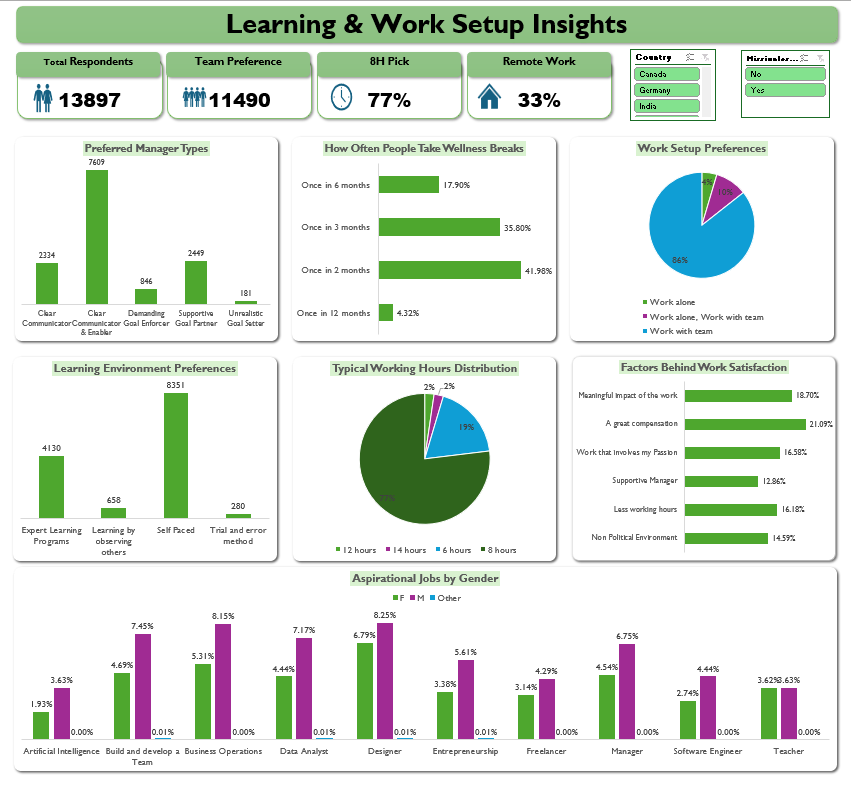 Learning & Work Setup Insights
Total Respondents
13897
Team Preference
11490
8H Pick
77%
Remote Work
33%
Country
Canada
Germany
India
No
Yes
Preferred Manager Types
7609
2334
846
2449
181
Clear Communicator
Clear Communicator & Enabler
Demanding Goal Enforcer
Supportive Goal Partner
Unrealistic Goal Setter
How Often People Take Wellness Breaks
Once in 6 months 17.90%
Once in 3 months 35.80%
Once in 2 months 41.98%
Once in 12 months 4.32%
Work Setup Preferences
4%
10%
86%
Work alone
Work alone, Work with team
Work with team
Learning Environment Preferences
8351
4130
658
280
Expert Learning Programs
Learning by observing others
Self Paced
Trial and error method
Typical Working Hours Distribution
2% 2%
19%
77%
12 hours 14 hours 6 hours 8 hours
Factors Behind Work Satisfaction
Meaningful impact of the work 18.70%
A great compensation 21.09%
Work that involves my Passion 16.58%
Supportive Manager 12.86%
Less working hours 16.18%
Non Political Environment 14.59%
Aspirational Jobs by Gender
F M Other
1.93% 3.63% 0.00%
4.69% 7.45% 0.01%
5.31% 8.15% 0.00%
4.44% 7.17% 0.01%
6.79% 8.25% 0.01%
3.38% 5.61% 0.01%
3.14% 4.29% 0.00%
4.54% 6.75% 0.00%
2.74% 4.44% 0.00%
3.62% 3.63% 0.00%
Artificial Intelligence
Build and develop a Team
Business Operations
Data Analyst
Designer
Entrepreneurship
Freelancer
Manager
Software Engineer
Teacher